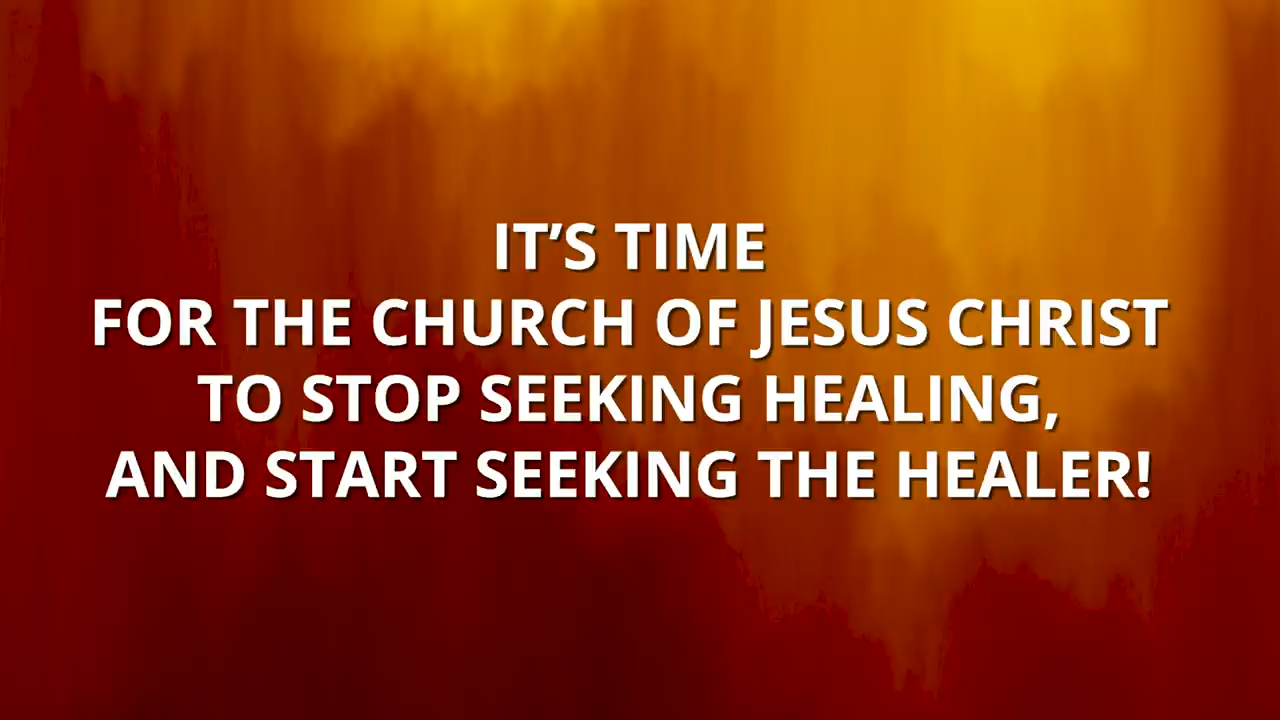 IT’S TIME
FOR THE CHURCH OF JESUS CHRIST
TO STOP SEEKING HEALING,
AND START SEEKING THE HEALER!